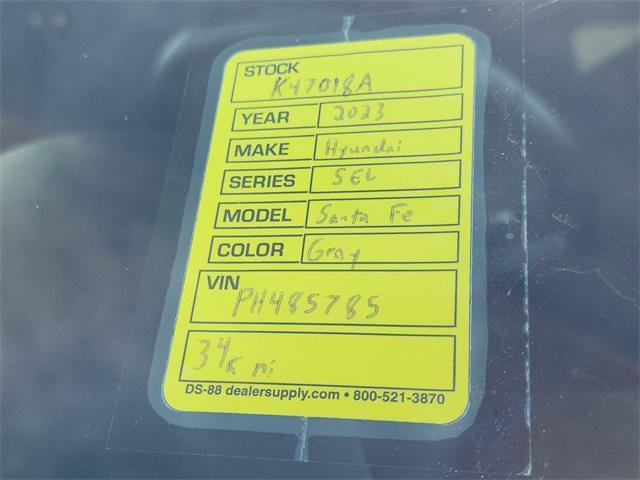 STOCK
K47018A
YEAR 2023
MAKE Hyundai
SERIES SEL
MODEL Santa Fe
COLOR Gray
VIN
PH485785
34K mi
DS-88 dealersupply.com • 800-521-3870